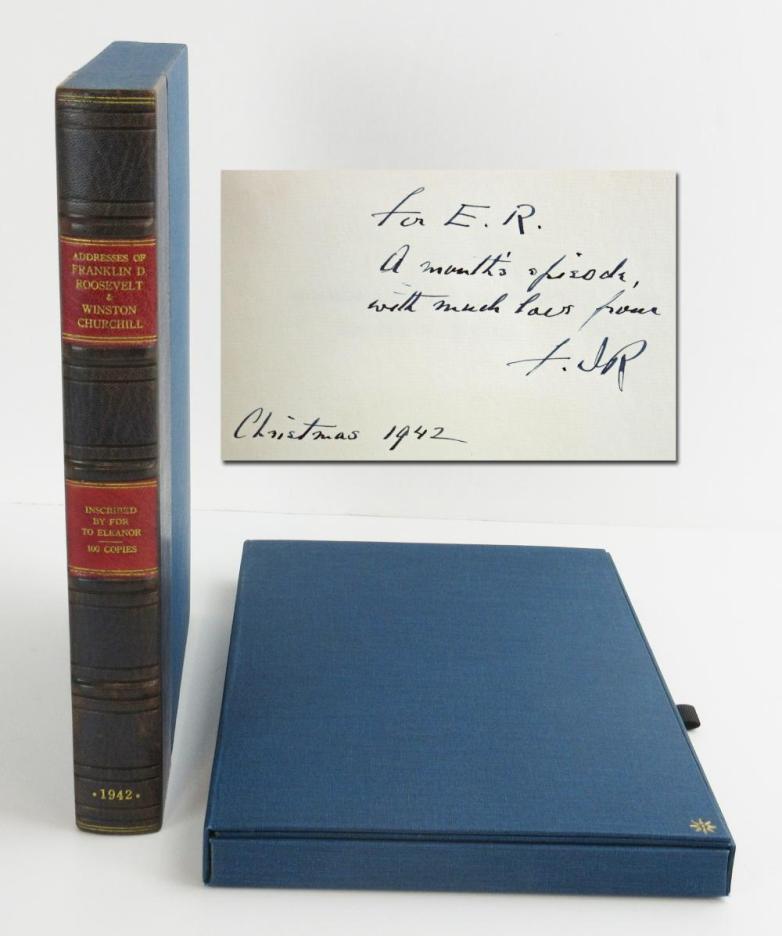 ADDRESSES OF
FRANKLIN D.
ROOSEVELT
&
WINSTON
CHURCHILL
INSCRIBED
BY FDR
TO ELEANOR
100 COPIES
·1942·
For E. R.
A month's episode,
with much love from
F.D.R
Christmas 1942